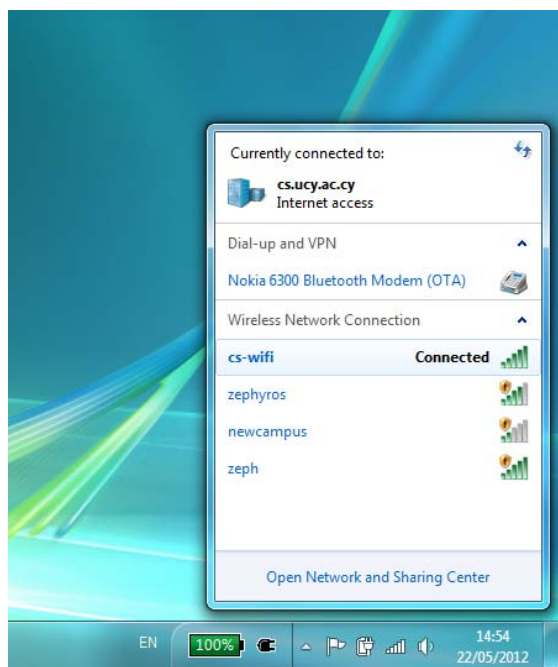 Currently connected to:
cs.ucy.ac.cy
Internet access
Dial-up and VPN
Nokia 6300 Bluetooth Modem (OTA)
Wireless Network Connection
cs-wifi Connected
zephyros
newcampus
zeph
Open Network and Sharing Center
EN 100% 14:54
22/05/2012